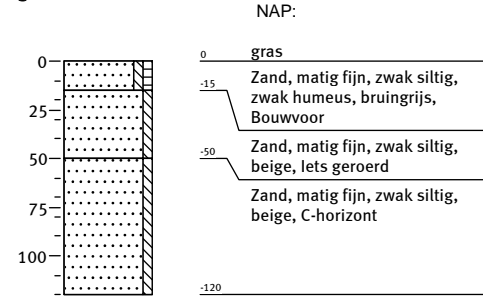 NAP:
0
25
50
75
100
0 gras
-15 Zand, matig fijn, zwak siltig,
zwak humeus, bruingrijs,
Bouwvoor
-50 Zand, matig fijn, zwak siltig,
beige, Iets geroerd
Zand, matig fijn, zwak siltig,
beige, C-horizont
-120